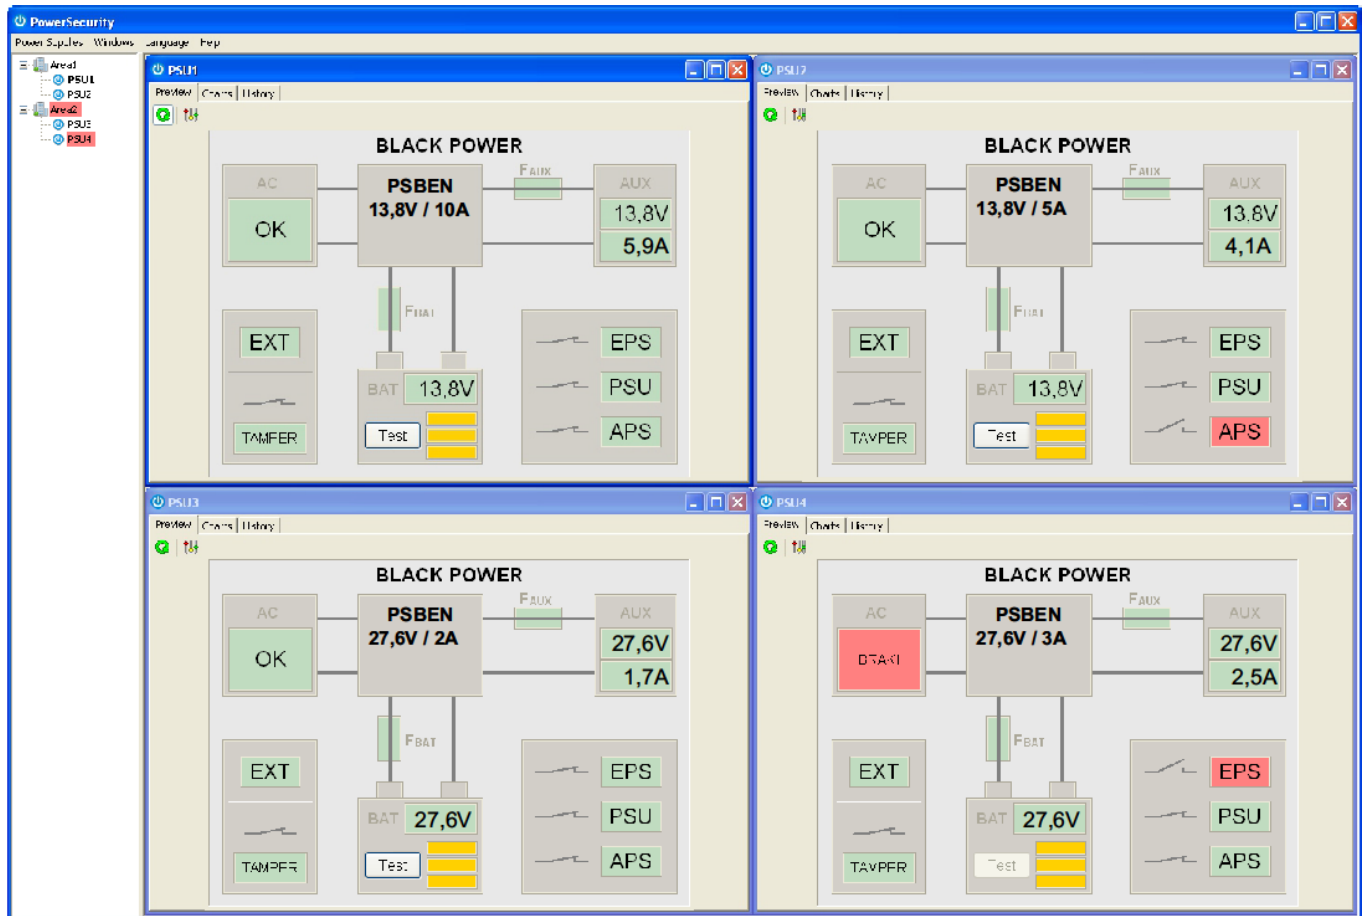 PowerSecurity
Power Supplies Windows Language Help
Area1
PSU1
PSU2
Area2
PSU3
PSU4
PSU1
Preview Charts History
BLACK POWER
AC
OK
PSBEN
13,8V / 10A
FAUX
AUX
13,8V
5,9A
FBAT
EXT
TAMPER
BAT 13,8V
Test
EPS
PSU
APS
PSU2
Preview Charts History
BLACK POWER
AC
OK
PSBEN
13,8V / 5A
FAUX
AUX
13,8V
4,1A
FBAT
EXT
TAMPER
BAT 13,8V
Test
EPS
PSU
APS
PSU3
Preview Charts History
BLACK POWER
AC
OK
PSBEN
27,6V / 2A
FAUX
AUX
27,6V
1,7A
FBAT
EXT
TAMPER
BAT 27,6V
Test
EPS
PSU
APS
PSU4
Preview Charts History
BLACK POWER
AC
BRAK!
PSBEN
27,6V / 3A
FAUX
AUX
27,6V
2,5A
FBAT
EXT
TAMPER
BAT 27,6V
Test
EPS
PSU
APS